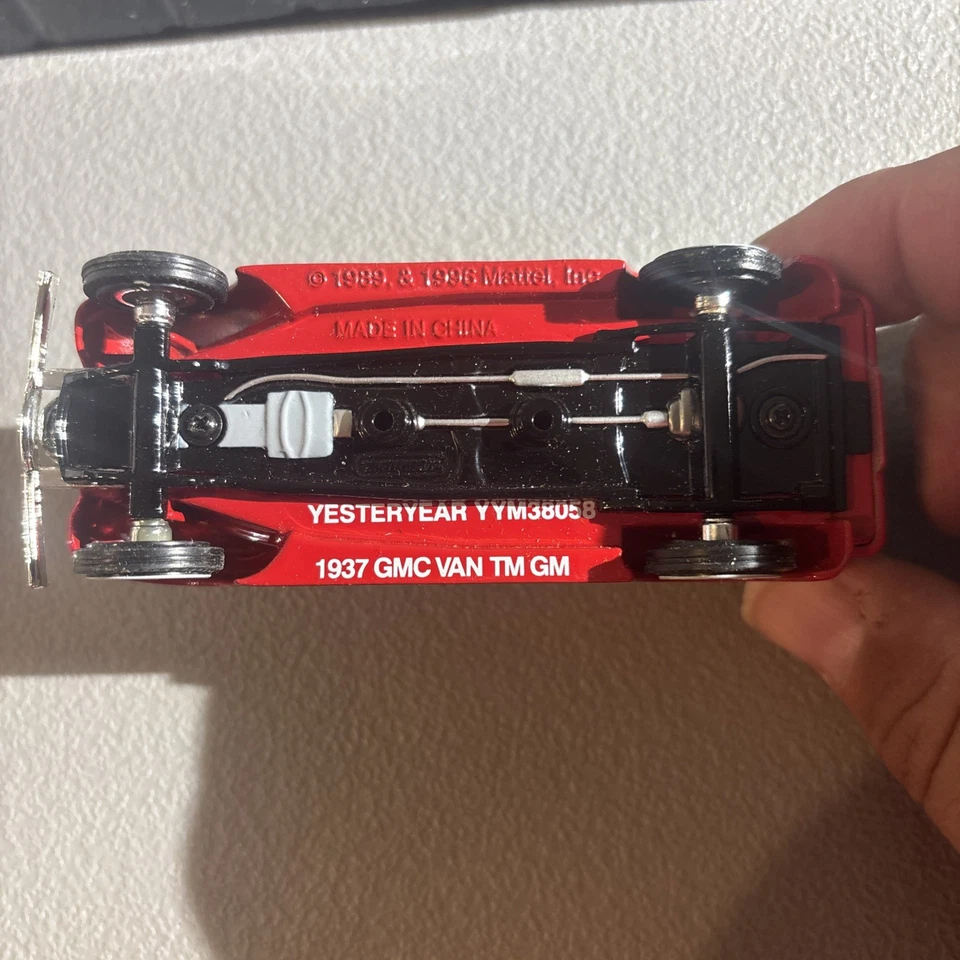 © 1989, & 1996 Mattel, Inc
MADE IN CHINA
YESTERYEAR YYM38058
1937 GMC VAN TM GM